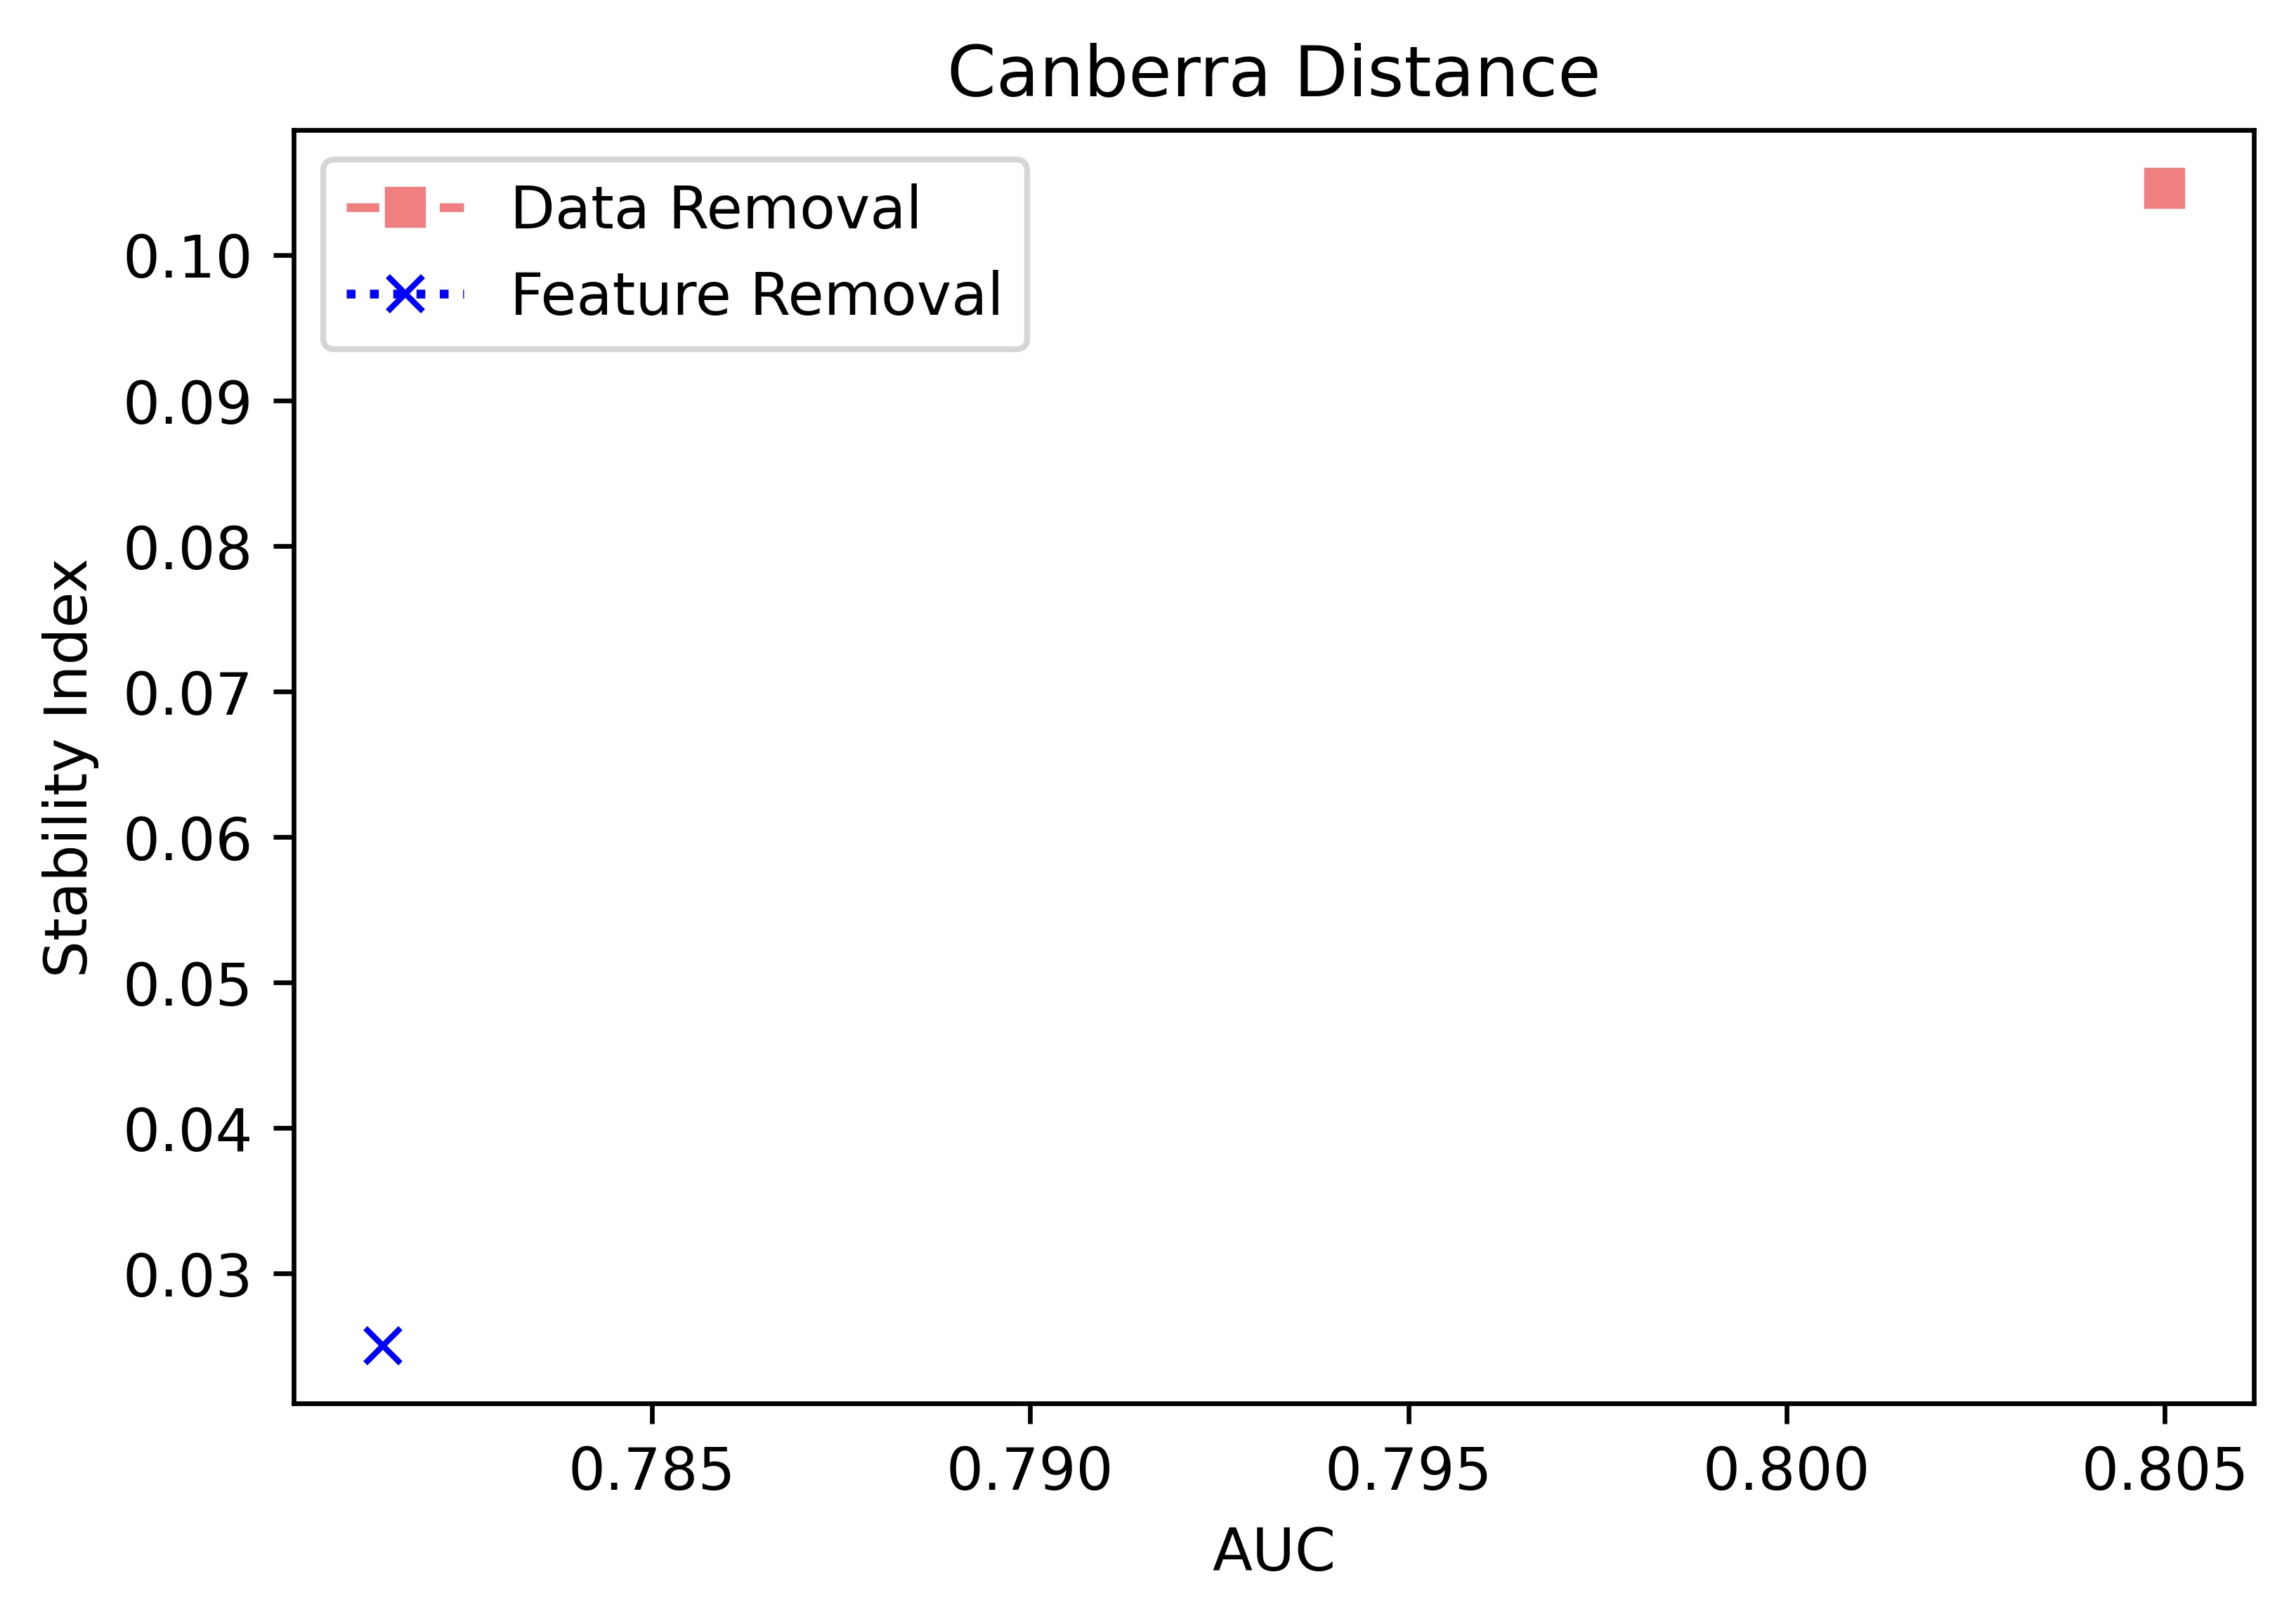 Canberra Distance
Data Removal
Feature Removal
0.10
0.09
0.08
0.07
0.06
0.05
0.04
0.03
Stability Index
0.785 0.790 0.795 0.800 0.805
AUC